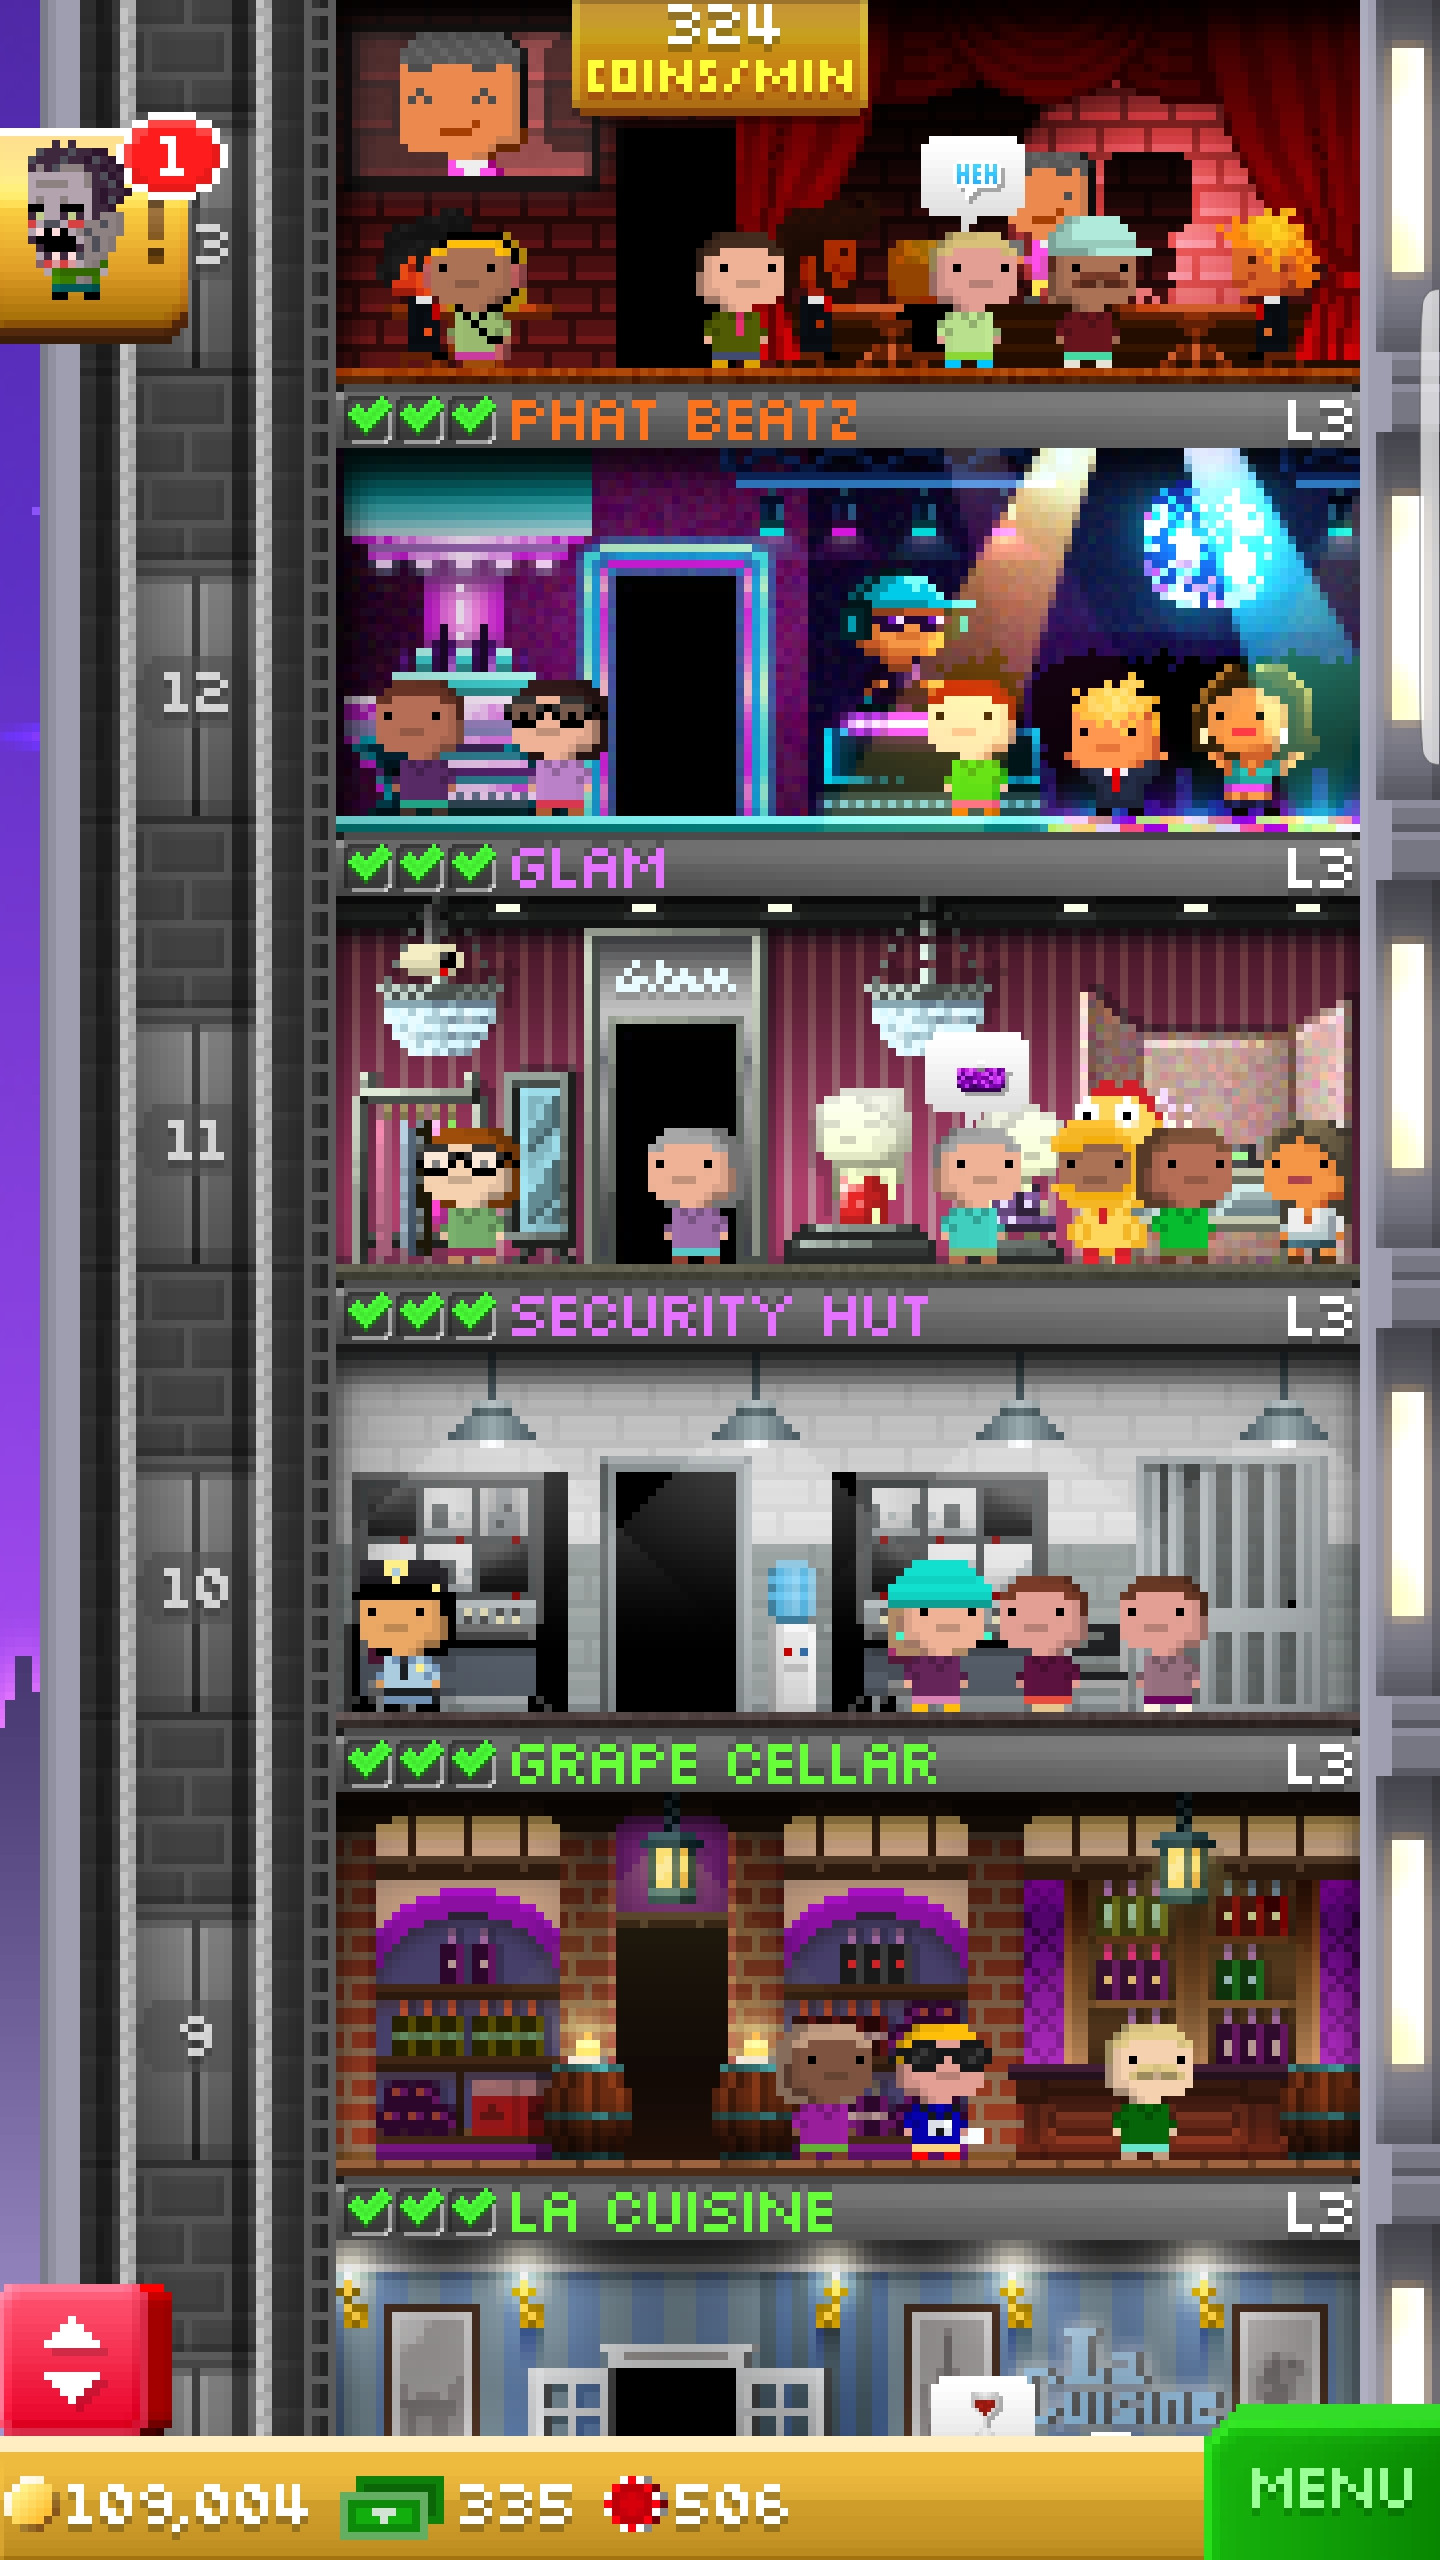 324
COINS/MIN
1
!
3
HEH
PHAT BEATZ L3
12
GLAM L3
Glam
11
SECURITY HUT L3
10
GRAPE CELLAR L3
9
LA CUISINE L3
La
Cuisine
109,004 335 506
MENU